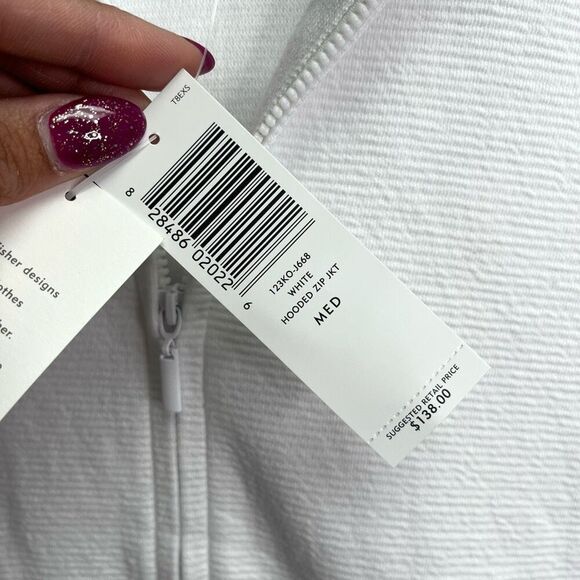 T8EXS
8 28486 02022 6
123KO-J668
WHITE
HOODED ZIP JKT
MED
SUGGESTED RETAIL PRICE
$138.00
isher designs
othes
her.